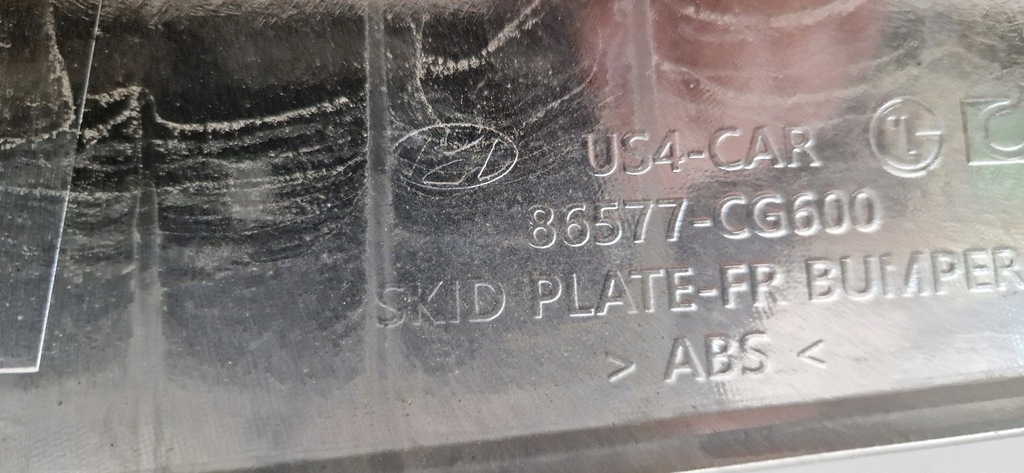 US4-CAR
86577-CG600
SKID PLATE-FR BUMPER
> ABS <